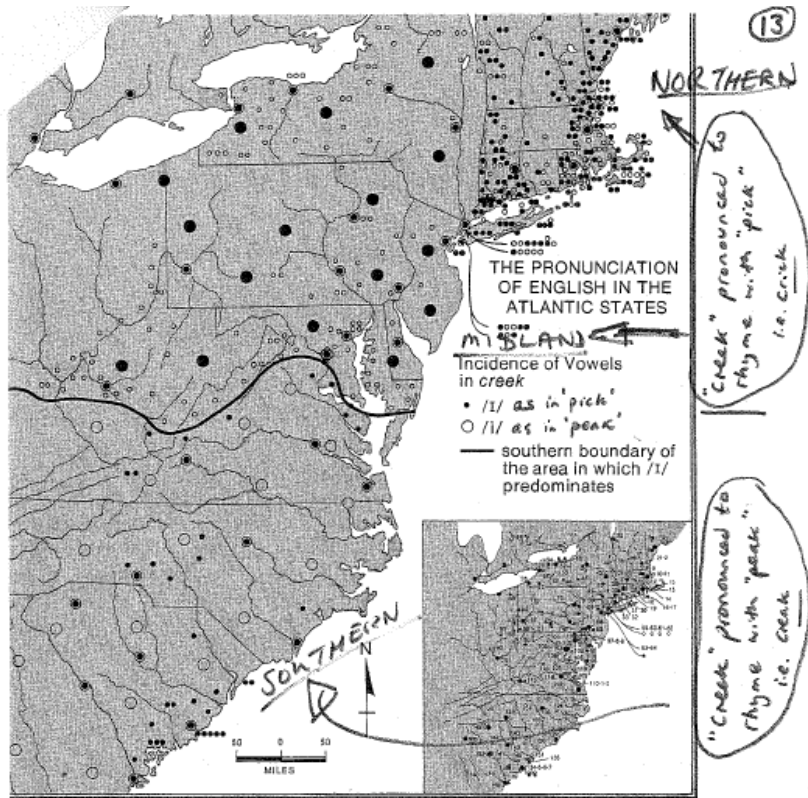 13
NORTHERN
"Creek" pronounced to
rhyme with "pick"
i.e. crick
THE PRONUNCIATION
OF ENGLISH IN THE
ATLANTIC STATES
MIDLAND
Incidence of Vowels
in creek
• /I/ as in 'pick'
○ /i/ as in 'peak'
southern boundary of
the area in which /I/
predominates
"Creek" pronounced to
rhyme with "peak"
i.e. creak
SOUTHERN
N
50 0 50
MILES